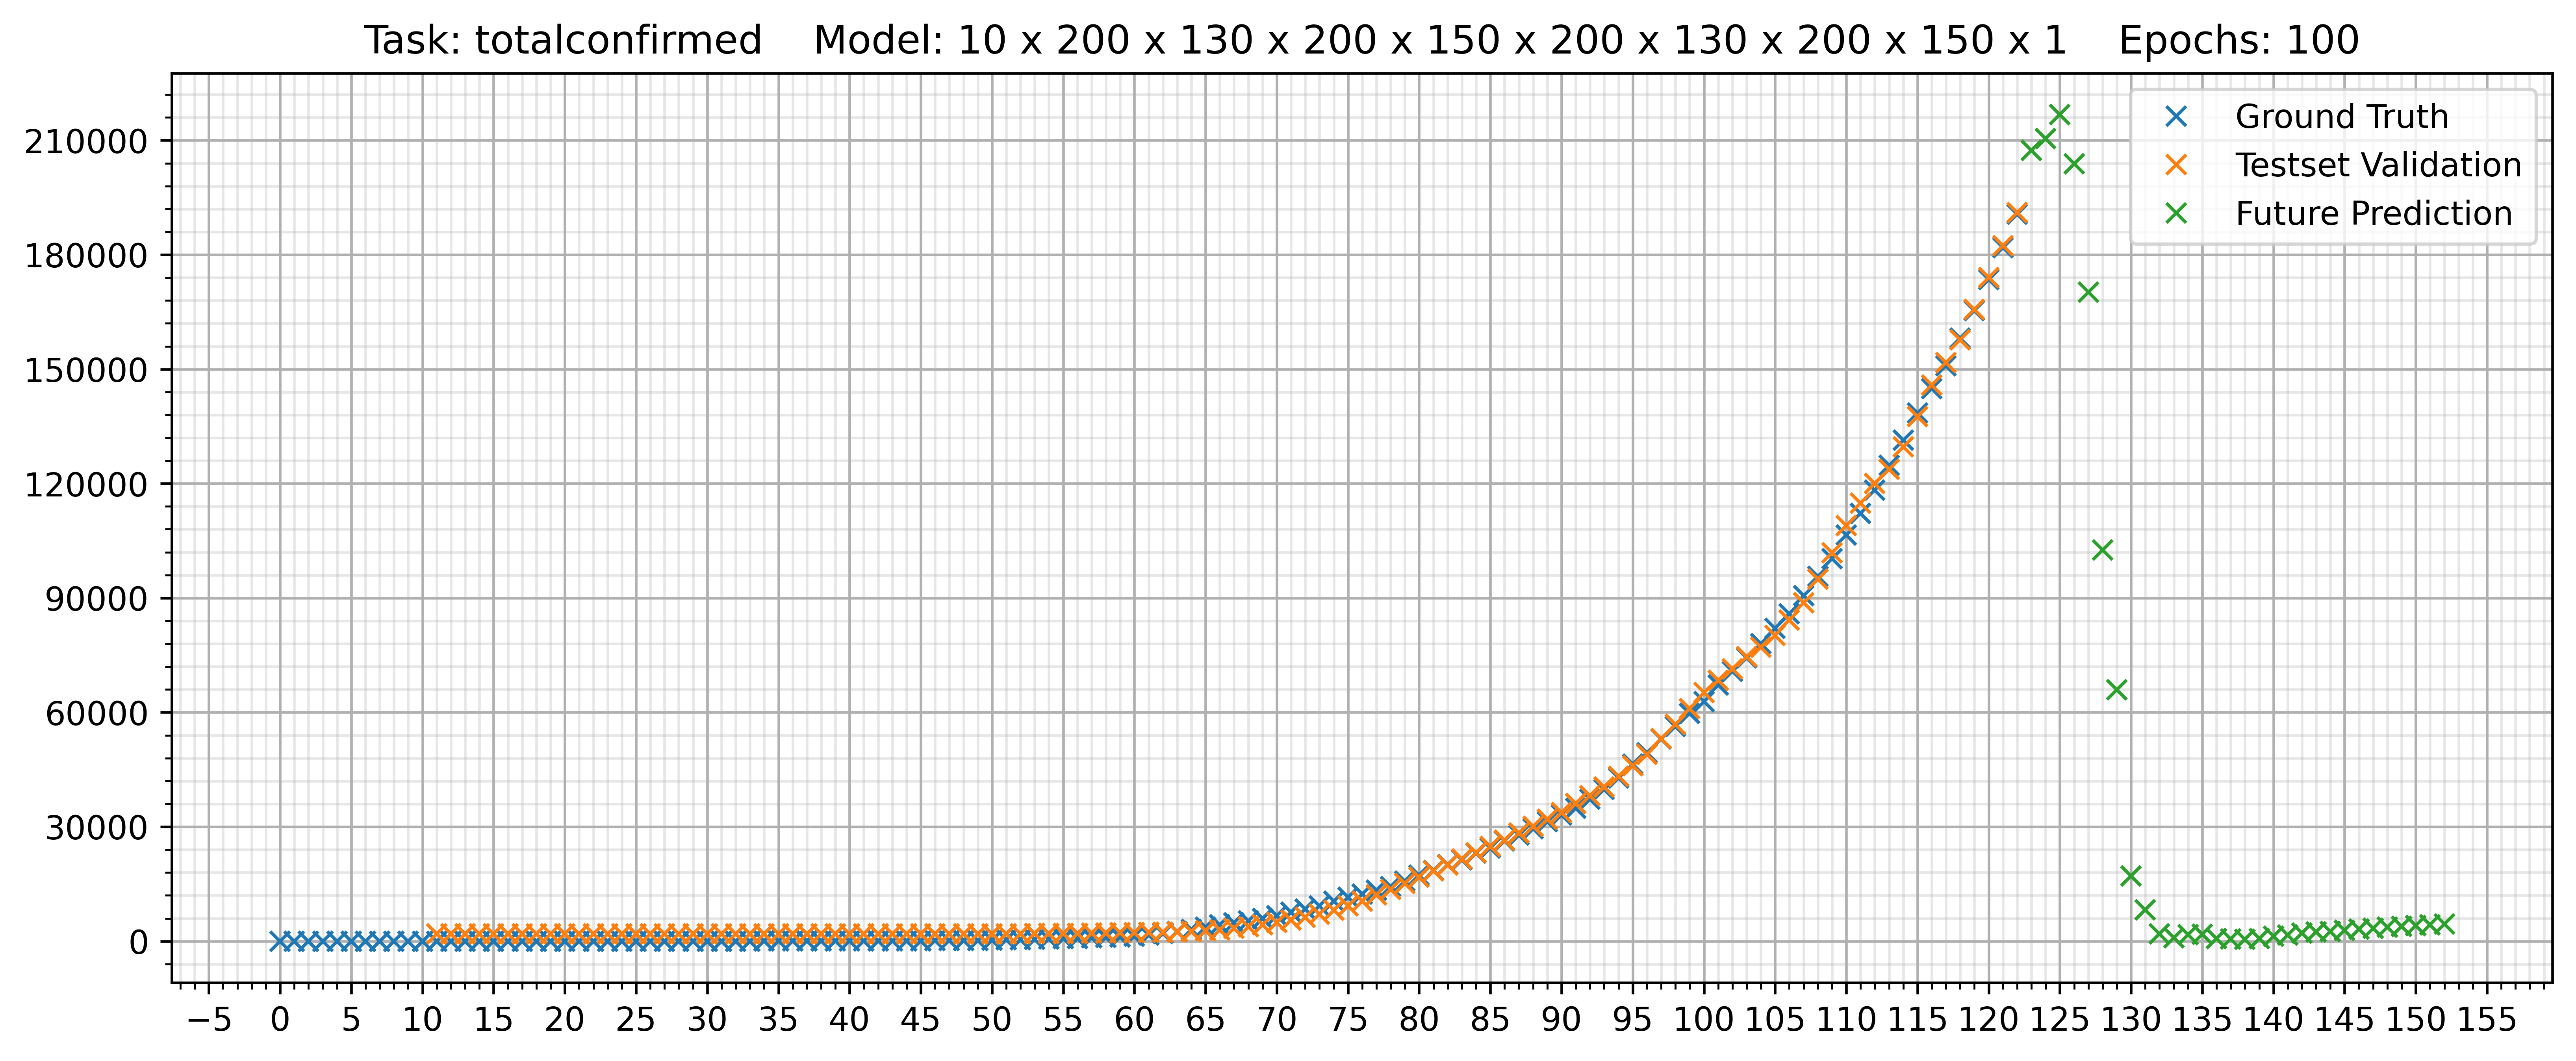 Task: totalconfirmed    Model: 10 x 200 x 130 x 200 x 150 x 200 x 130 x 200 x 150 x 1    Epochs: 100
Ground Truth
Testset Validation
Future Prediction
210000
180000
150000
120000
90000
60000
30000
0
−5 0 5 10 15 20 25 30 35 40 45 50 55 60 65 70 75 80 85 90 95 100 105 110 115 120 125 130 135 140 145 150 155